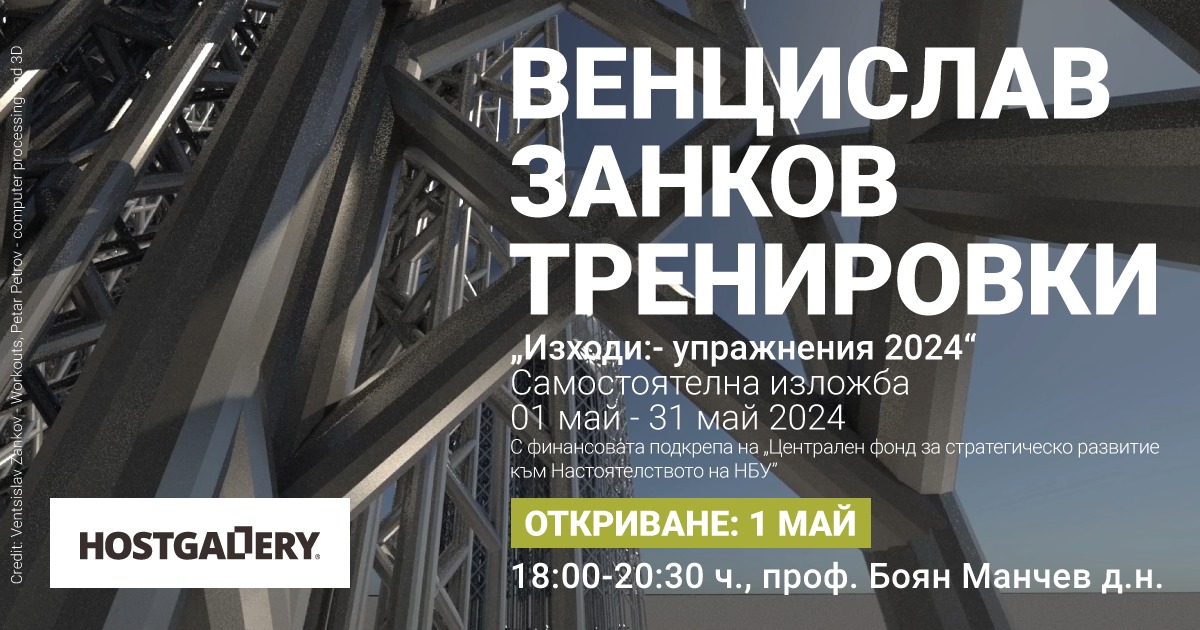 ВЕНЦИСЛАВ
ЗАНКОВ
ТРЕНИРОВКИ
„Изходи:- упражнения 2024“
Самостоятелна изложба
01 май - 31 май 2024
С финансовата подкрепа на „Централен фонд за стратегическо развитие
към Настоятелството на НБУ”
ОТКРИВАНЕ: 1 МАЙ
18:00-20:30 ч., проф. Боян Манчев д.н.
HOSTGALLERY®
Credit: Ventsislav Zankov - Workouts, Petar Petrov - computer processing and 3D